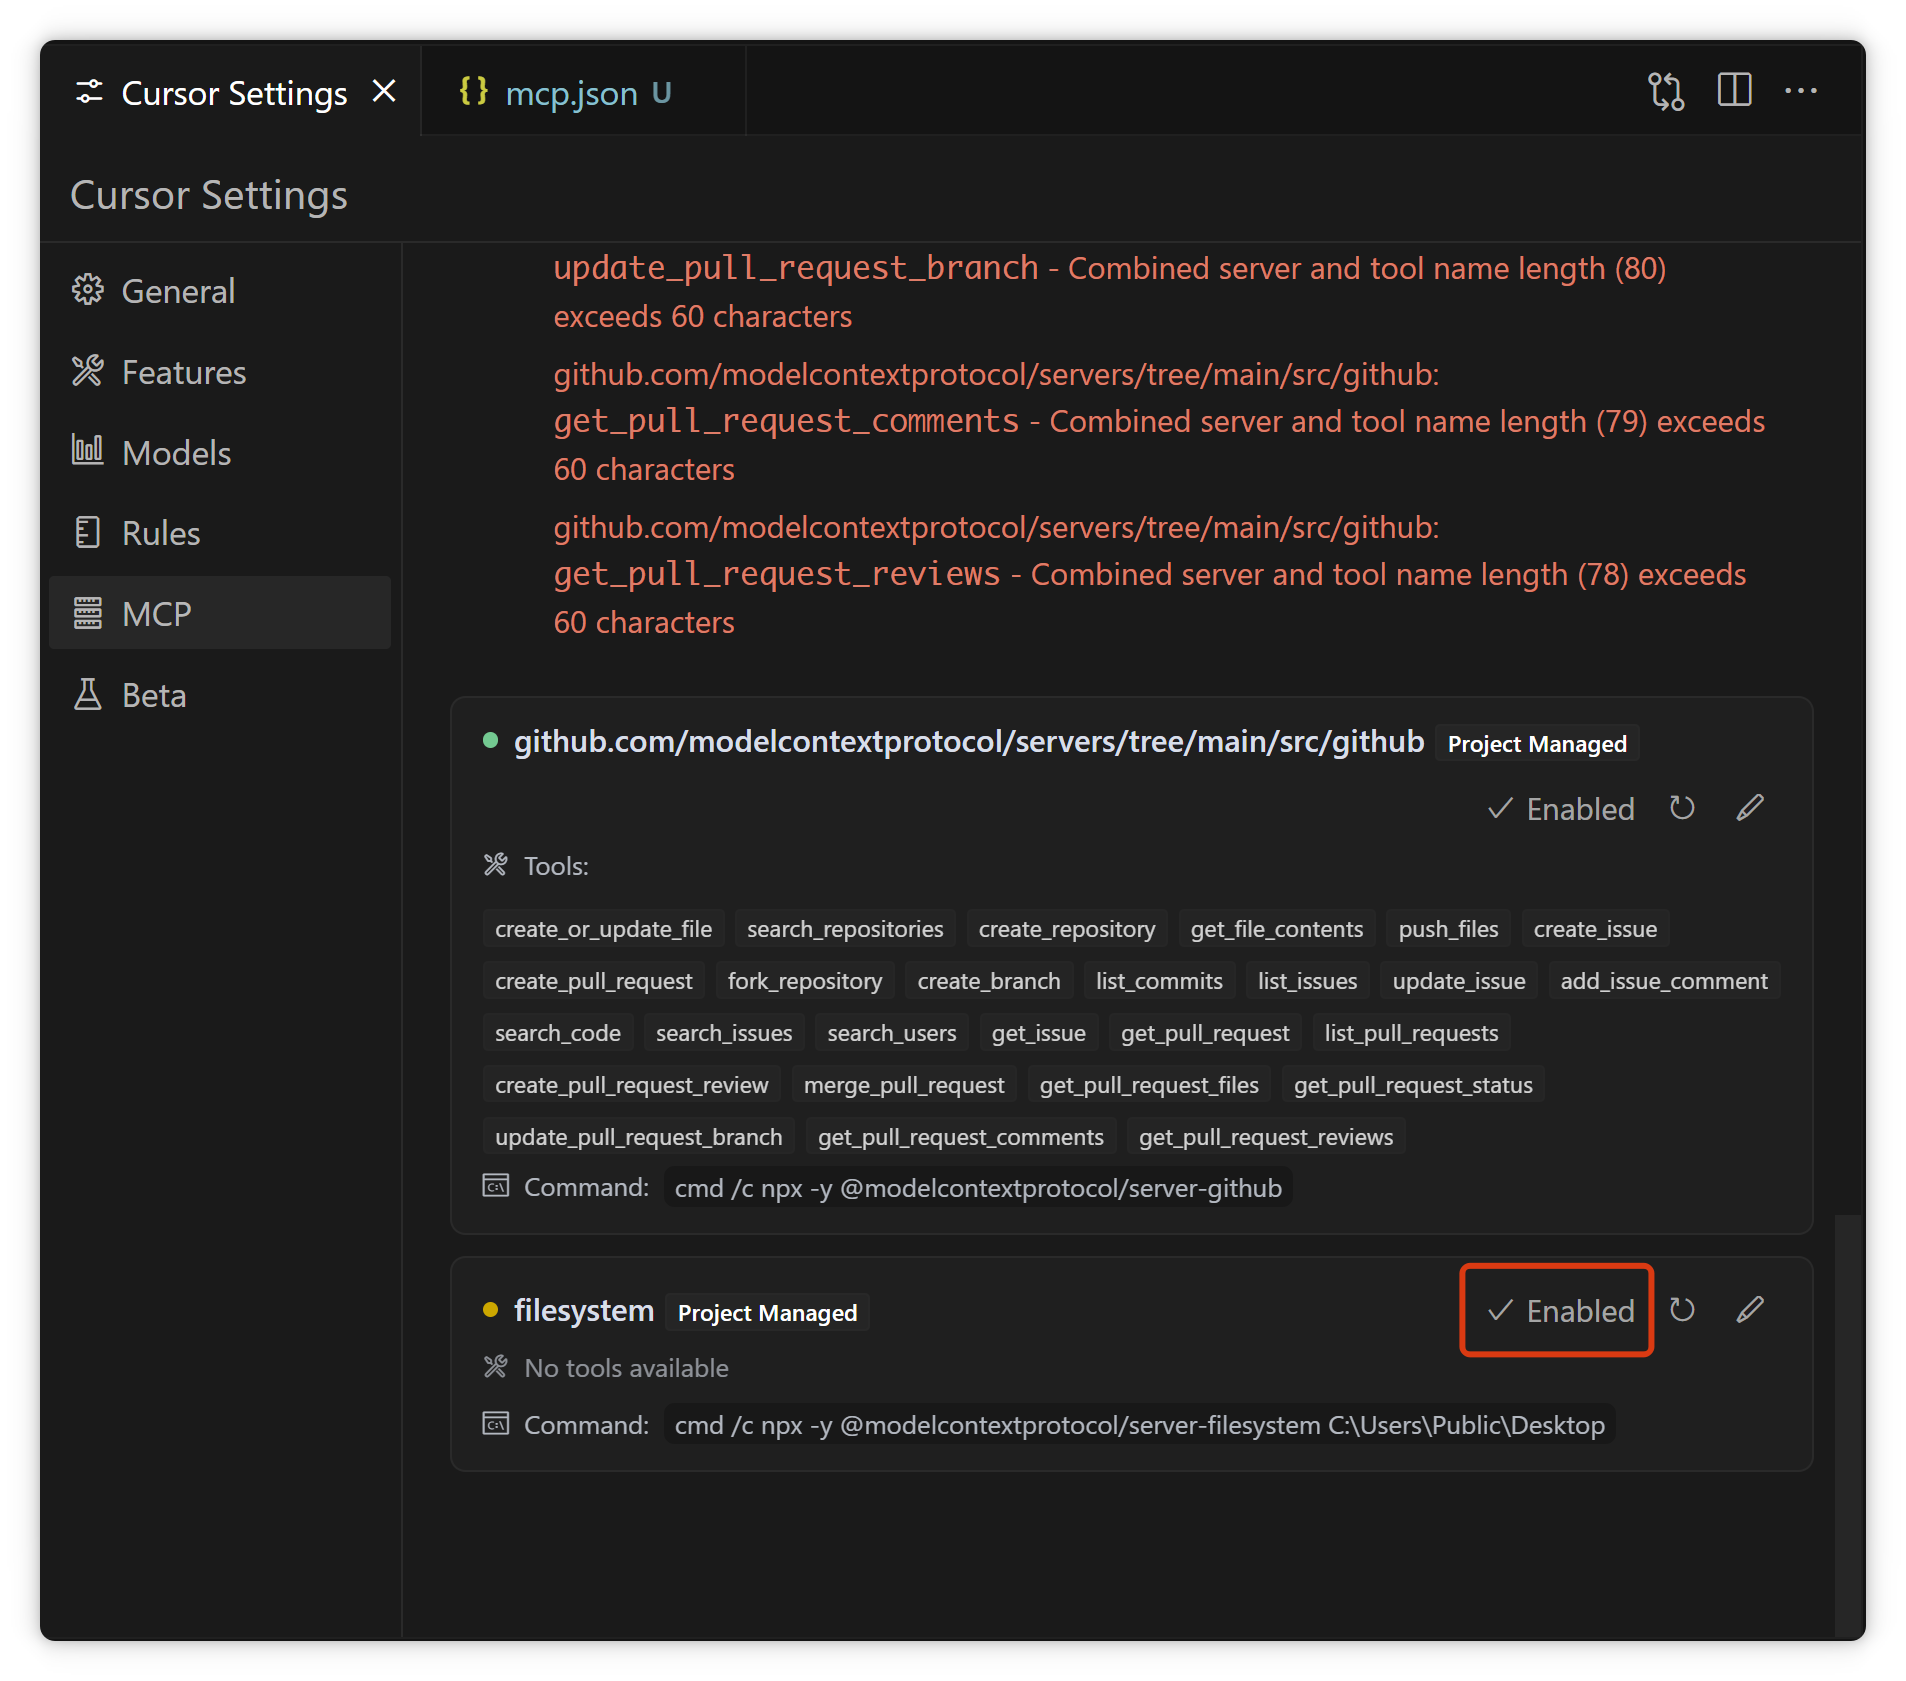 Cursor Settings
mcp.json U
Cursor Settings
General
Features
Models
Rules
MCP
Beta
update_pull_request_branch - Combined server and tool name length (80)
exceeds 60 characters
github.com/modelcontextprotocol/servers/tree/main/src/github:
get_pull_request_comments - Combined server and tool name length (79) exceeds
60 characters
github.com/modelcontextprotocol/servers/tree/main/src/github:
get_pull_request_reviews - Combined server and tool name length (78) exceeds
60 characters
github.com/modelcontextprotocol/servers/tree/main/src/github Project Managed
Enabled
Tools:
create_or_update_file search_repositories create_repository get_file_contents push_files create_issue
create_pull_request fork_repository create_branch list_commits list_issues update_issue add_issue_comment
search_code search_issues search_users get_issue get_pull_request list_pull_requests
create_pull_request_review merge_pull_request get_pull_request_files get_pull_request_status
update_pull_request_branch get_pull_request_comments get_pull_request_reviews
Command: cmd /c npx -y @modelcontextprotocol/server-github
filesystem Project Managed Enabled
No tools available
Command: cmd /c npx -y @modelcontextprotocol/server-filesystem C:\Users\Public\Desktop